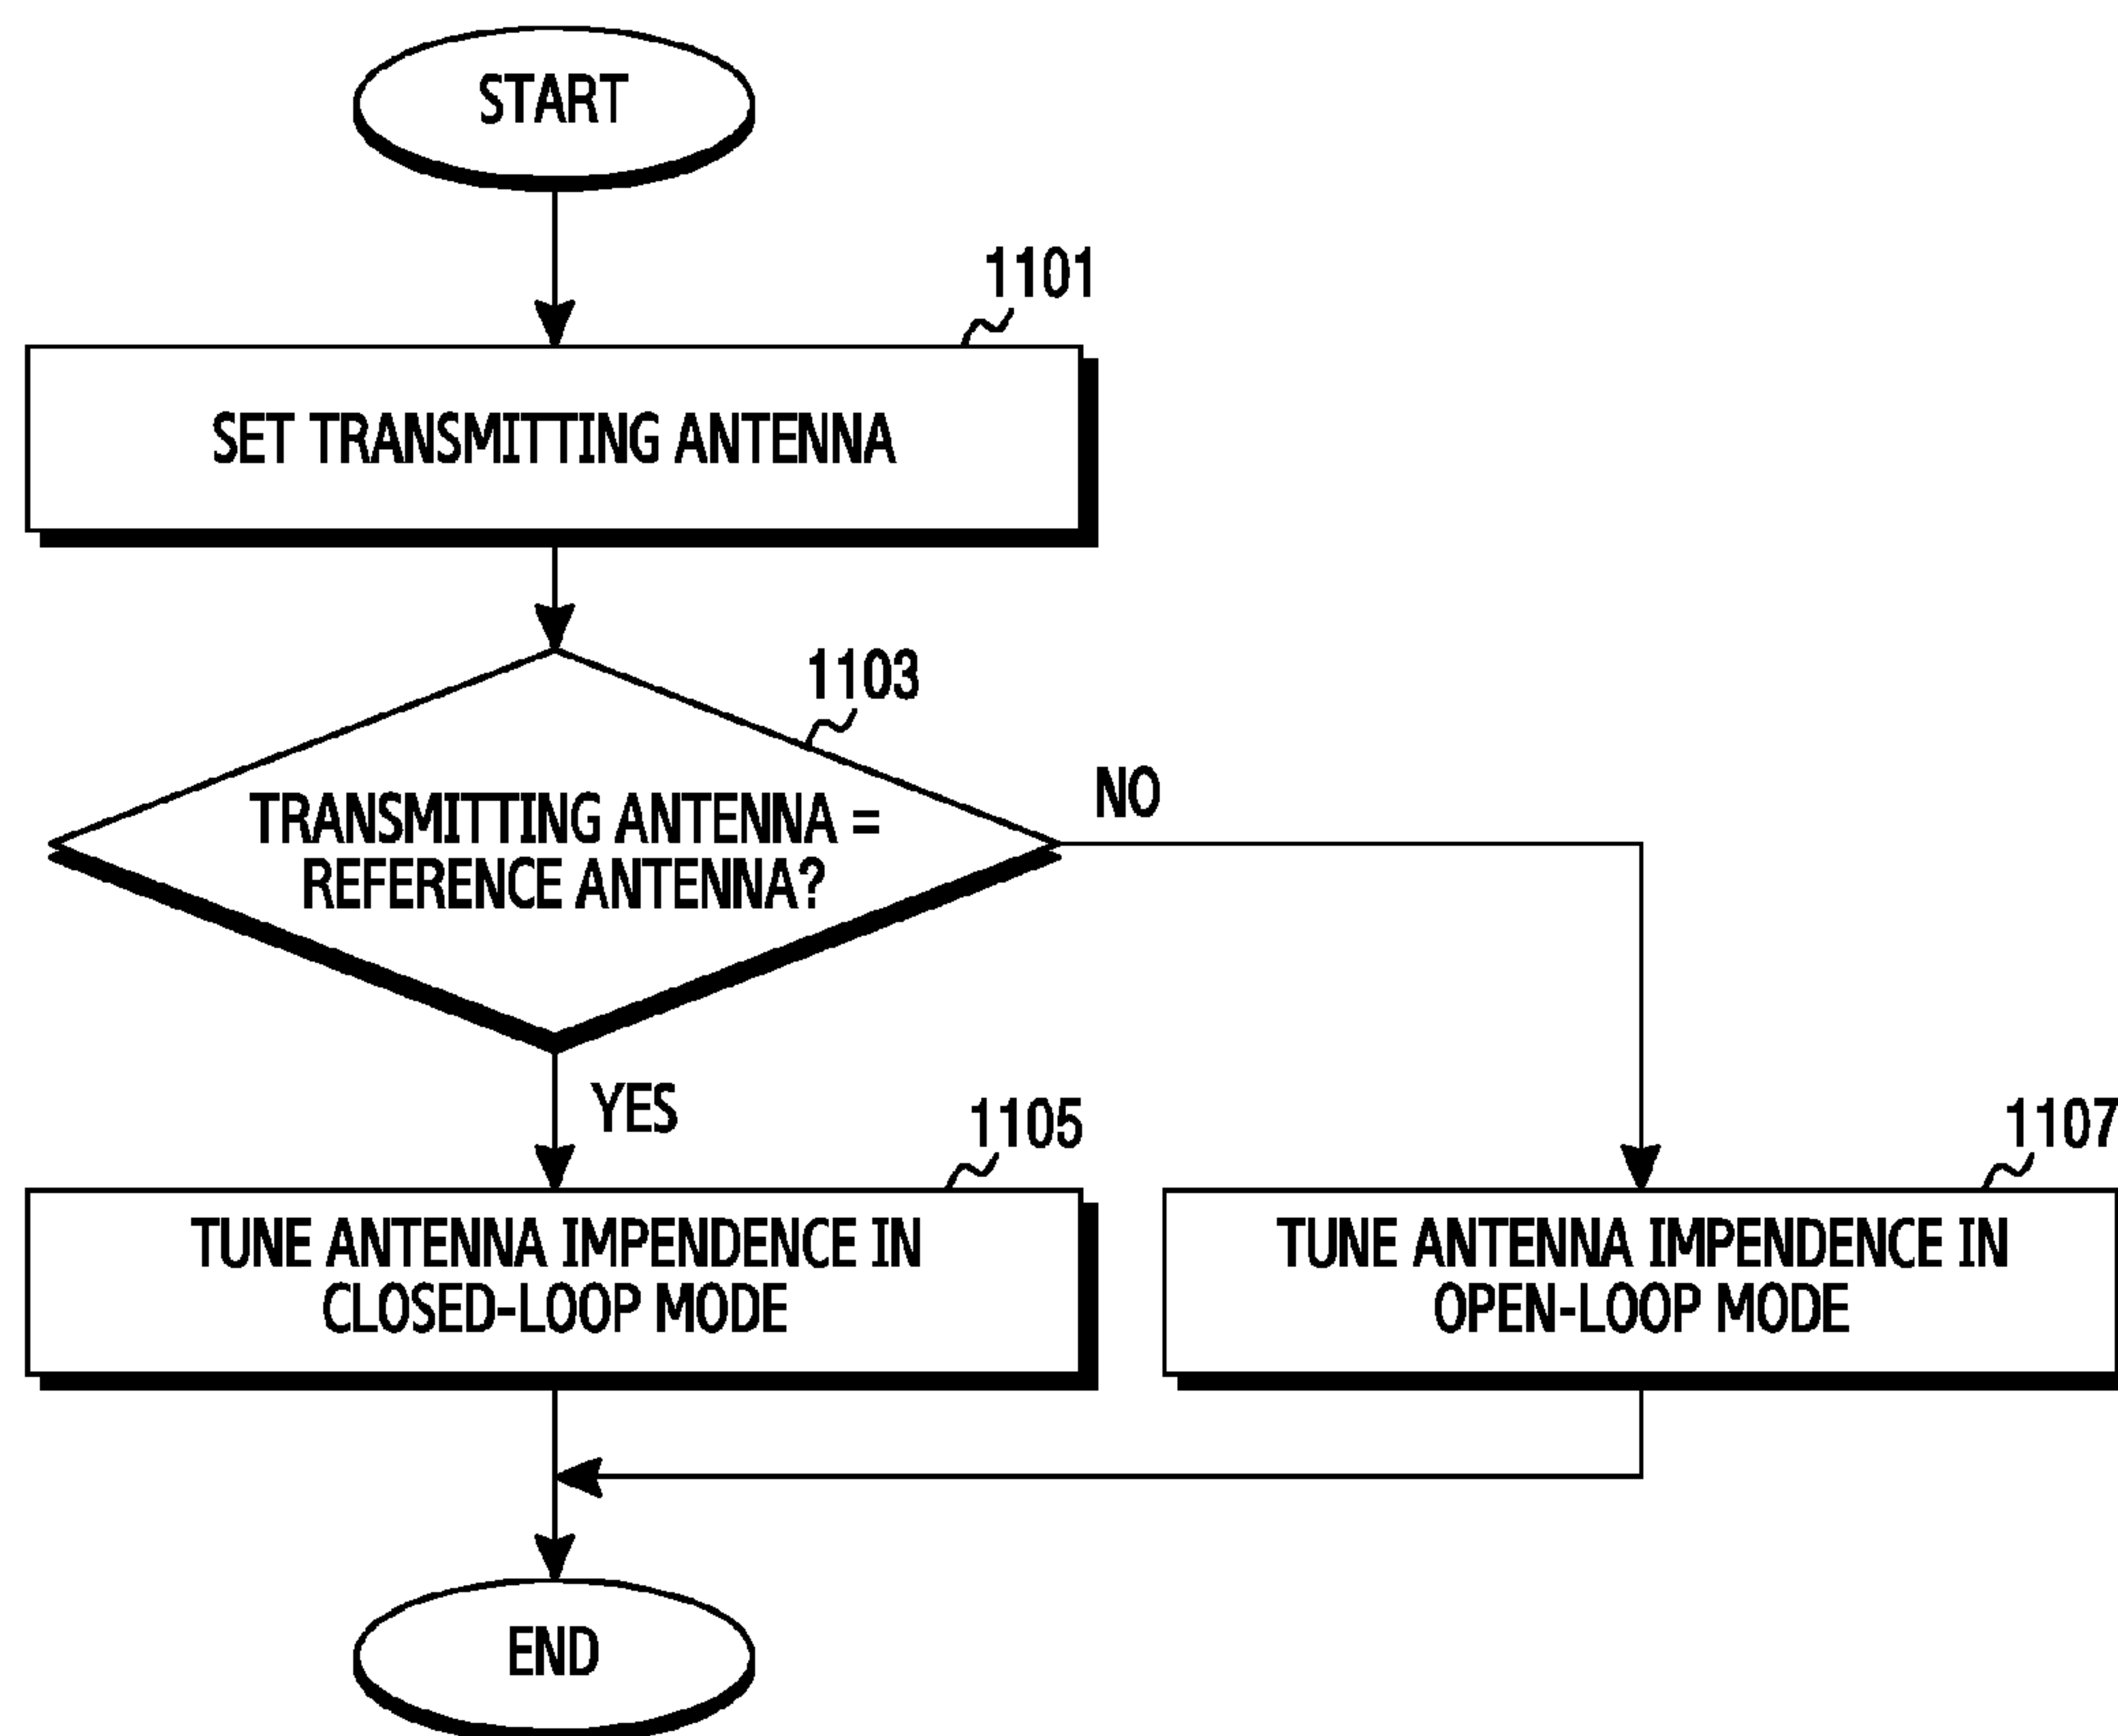 START
1101
SET TRANSMITTING ANTENNA
1103
TRANSMITTING ANTENNA =
REFERENCE ANTENNA?
NO
YES
1105
TUNE ANTENNA IMPENDENCE IN
CLOSED-LOOP MODE
1107
TUNE ANTENNA IMPENDENCE IN
OPEN-LOOP MODE
END